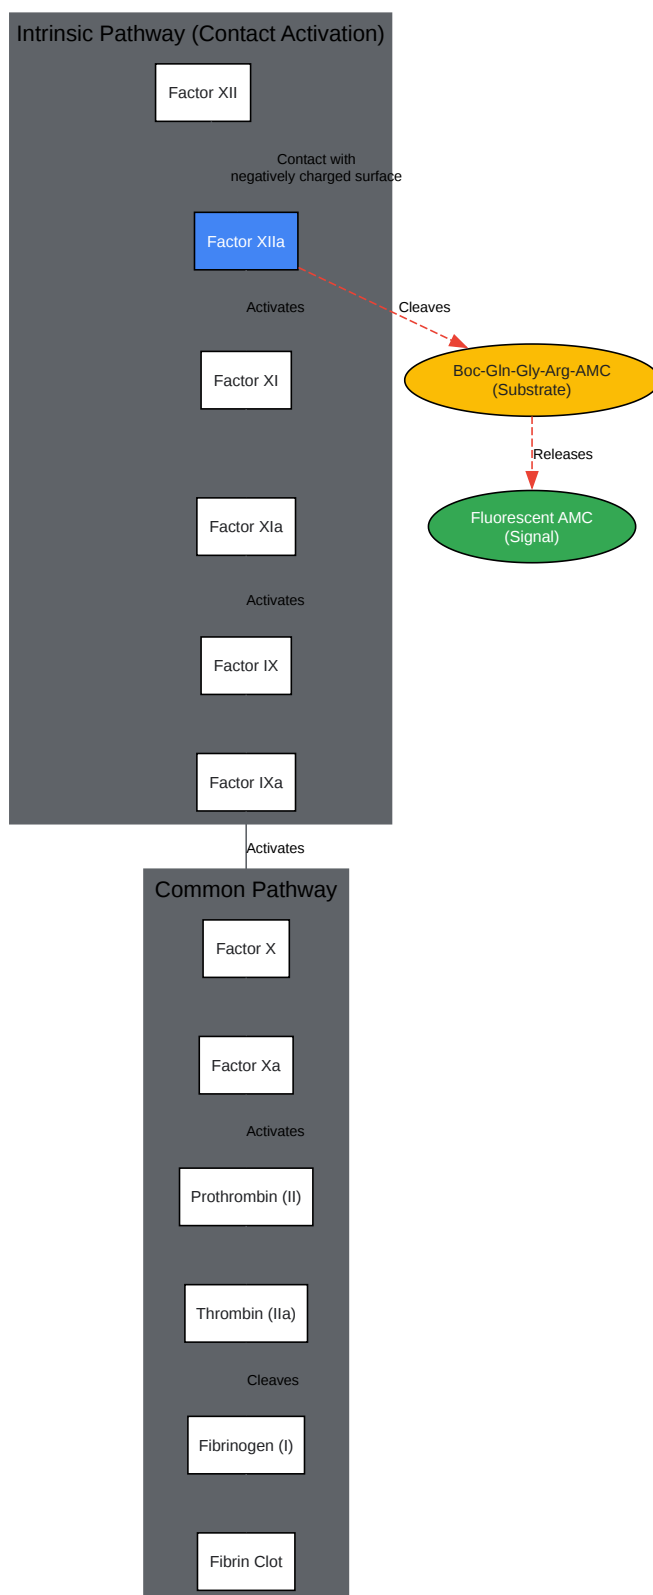 Intrinsic Pathway (Contact Activation)
Factor XII
Contact with
negatively charged surface
Factor XIIa
Activates
Cleaves
Factor XI
Boc-Gln-Gly-Arg-AMC
(Substrate)
Releases
Factor XIa
Fluorescent AMC
(Signal)
Activates
Factor IX
Factor IXa
Activates
Common Pathway
Factor X
Factor Xa
Activates
Prothrombin (II)
Thrombin (IIa)
Cleaves
Fibrinogen (I)
Fibrin Clot